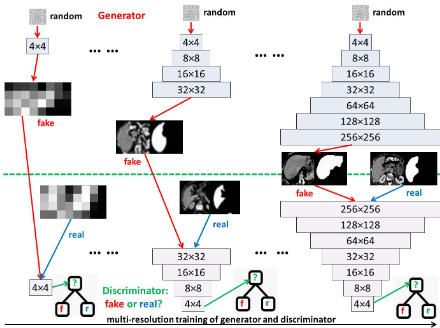 random Generator random random
4×4 ... ... 4×4 ... ... 4×4
8×8 8×8
16×16 16×16
32×32 32×32
64×64
128×128
256×256
fake
fake
fake real
real
real
256×256
128×128
64×64
32×32 32×32
16×16 16×16
8×8 8×8
4×4 4×4 4×4
... ... ... ...
Discriminator:
fake or real?
? ? ?
f r f r f r
multi-resolution training of generator and discriminator